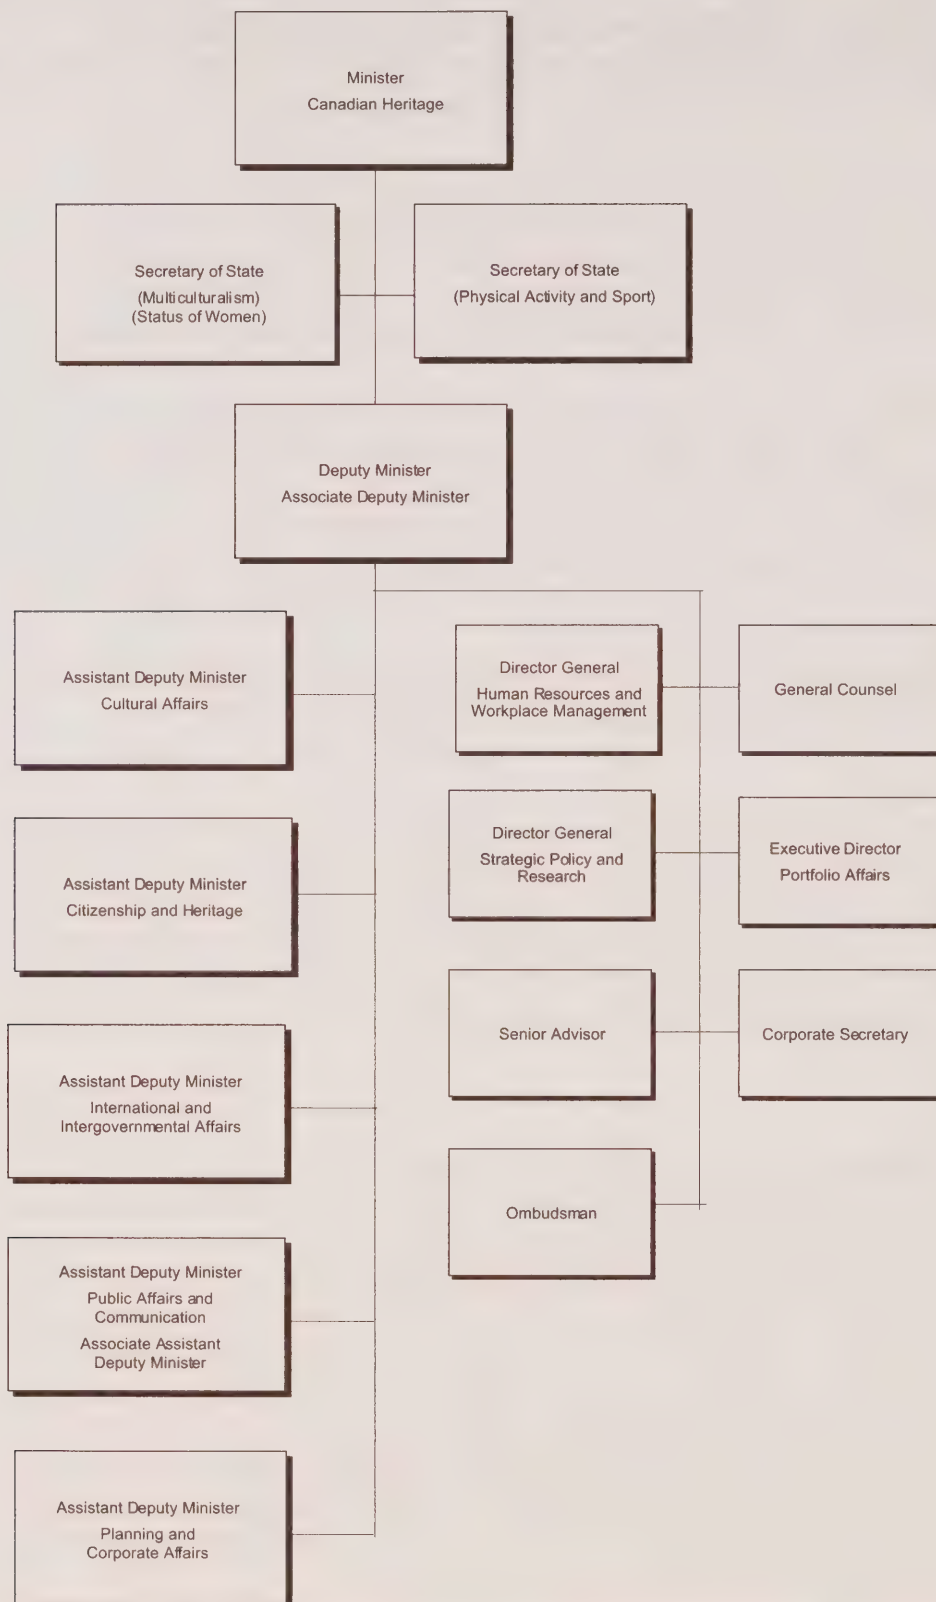 Minister
Canadian Heritage
Secretary of State
(Multiculturalism)
(Status of Women)
Secretary of State
(Physical Activity and Sport)
Deputy Minister
Associate Deputy Minister
Assistant Deputy Minister
Cultural Affairs
Assistant Deputy Minister
Citizenship and Heritage
Assistant Deputy Minister
International and
Intergovernmental Affairs
Assistant Deputy Minister
Public Affairs and
Communication
Associate Assistant
Deputy Minister
Assistant Deputy Minister
Planning and
Corporate Affairs
Director General
Human Resources and
Workplace Management
General Counsel
Director General
Strategic Policy and
Research
Executive Director
Portfolio Affairs
Senior Advisor
Corporate Secretary
Ombudsman